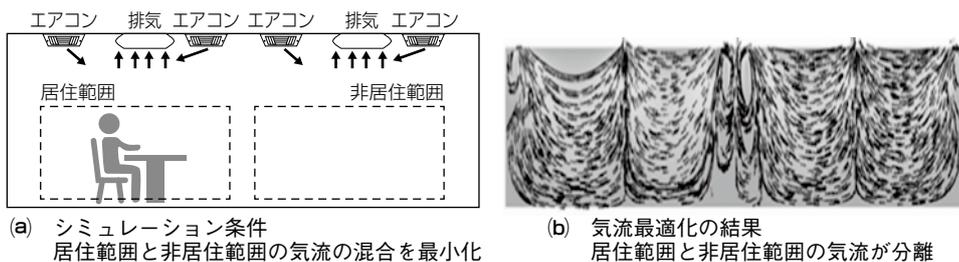 エアコン 排気 エアコン エアコン 排気 エアコン
居住範囲 非居住範囲
(a) シミュレーション条件
居住範囲と非居住範囲の気流の混合を最小化
(b) 気流最適化の結果
居住範囲と非居住範囲の気流が分離